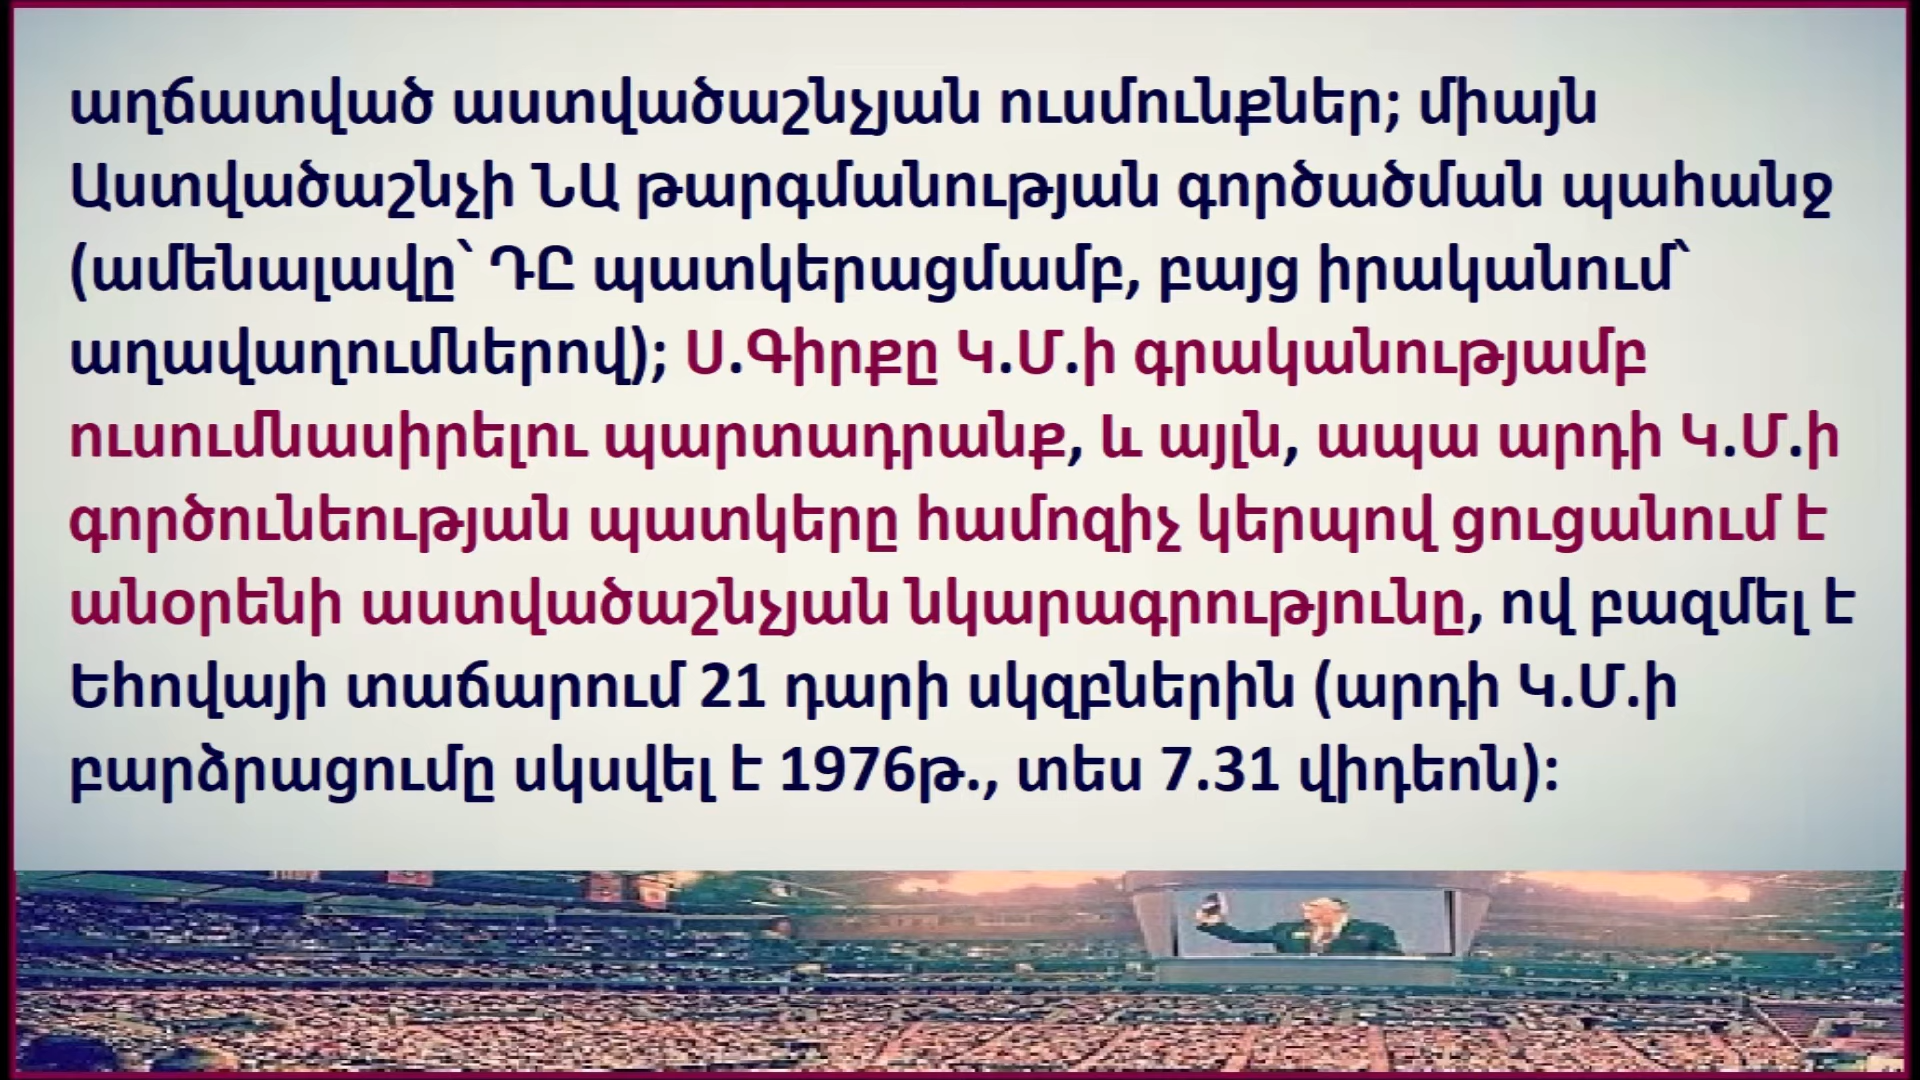 աղճատված աստվածաշնչյան ուսմունքներ; միայն
Աստվածաշնչի ՆԱ թարգմանության գործածման պահանջ
(ամենալավը՝ ԴԸ պատկերացմամբ, բայց իրականում՝
աղավաղումներով); Ս.Գիրքը Կ.Մ.ի գրականությամբ
ուսումնասիրելու պարտադրանք, և այլն, ապա արդի Կ.Մ.ի
գործունեության պատկերը համոզիչ կերպով ցուցանում է
անօրենի աստվածաշնչյան նկարագրությունը, ով բազմել է
Եհովայի տաճարում 21 դարի սկզբներին (արդի Կ.Մ.ի
բարձրացումը սկսվել է 1976թ., տես 7.31 վիդեոն):